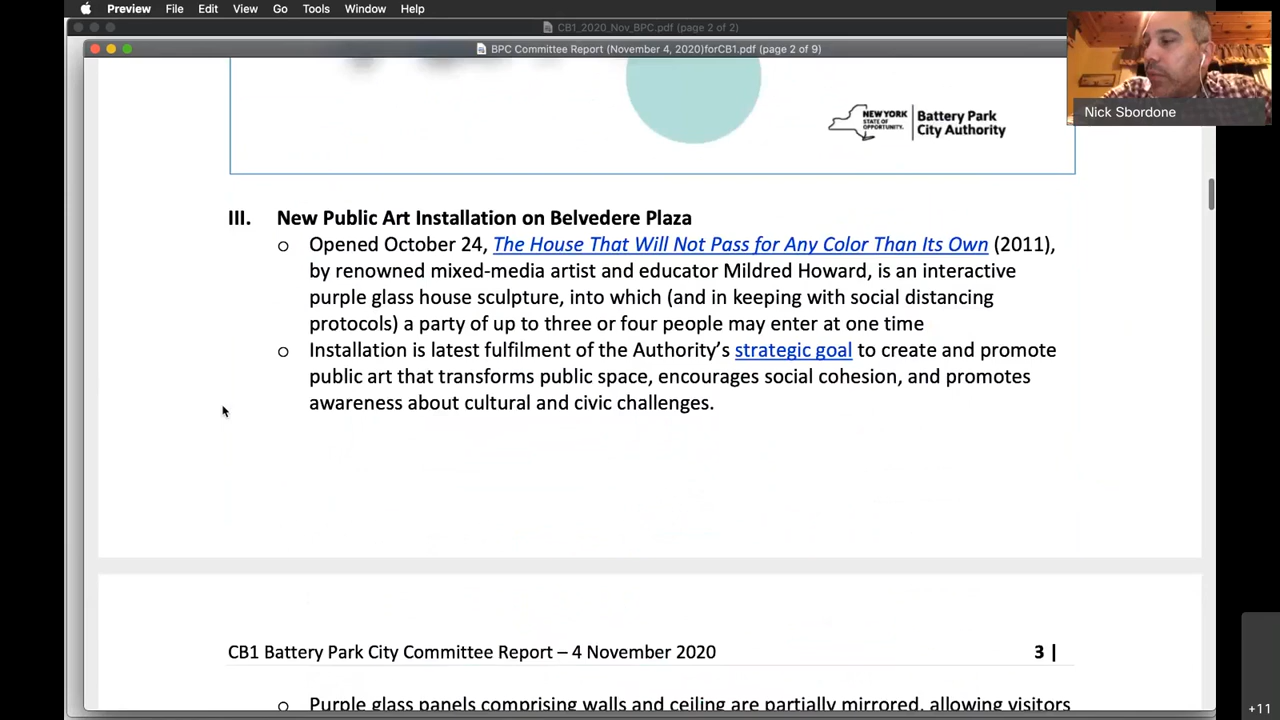 Preview File Edit View Go Tools Window Help
CB1_2020_Nov_BPC.pdf (page 2 of 2)
BPC Committee Report (November 4, 2020)forCB1.pdf (page 2 of 9)
Nick Sbordone
NEW YORK
STATE OF
OPPORTUNITY.
Battery Park
City Authority
III. New Public Art Installation on Belvedere Plaza
o Opened October 24, The House That Will Not Pass for Any Color Than Its Own (2011),
by renowned mixed-media artist and educator Mildred Howard, is an interactive
purple glass house sculpture, into which (and in keeping with social distancing
protocols) a party of up to three or four people may enter at one time
o Installation is latest fulfilment of the Authority’s strategic goal to create and promote
public art that transforms public space, encourages social cohesion, and promotes
awareness about cultural and civic challenges.
CB1 Battery Park City Committee Report – 4 November 2020 3 |
o Purple glass panels comprising walls and ceiling are partially mirrored, allowing visitors
+11